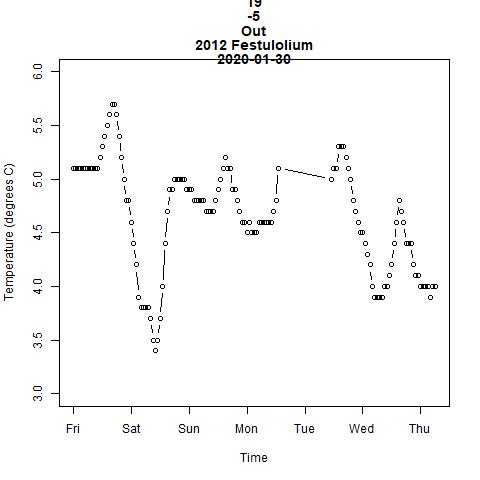 19
-5
Out
2012 Festulolium
2020-01-30
6.0
5.5
5.0
4.5
4.0
3.5
3.0
Temperature (degrees C)
Fri Sat Sun Mon Tue Wed Thu
Time